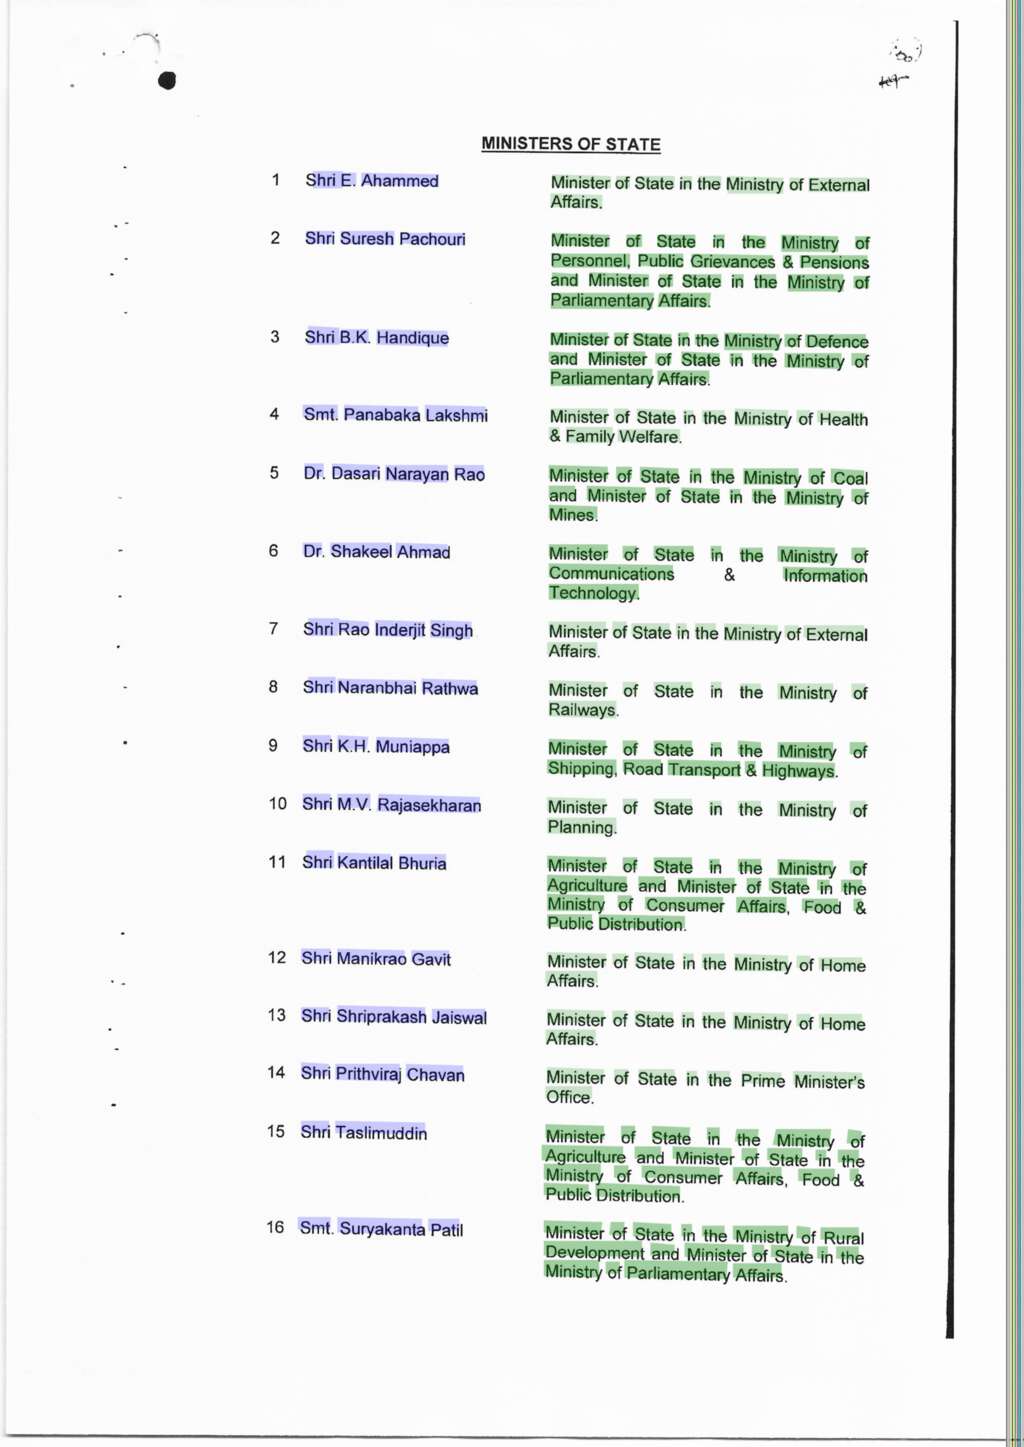 MINISTERS OF STATE
1 Shri E. Ahammed Minister of State in the Ministry of External
Affairs.
2 Shri Suresh Pachouri Minister of State in the Ministry of
Personnel, Public Grievances & Pensions
and Minister of State in the Ministry of
Parliamentary Affairs.
3 Shri B.K. Handique Minister of State in the Ministry of Defence
and Minister of State in the Ministry of
Parliamentary Affairs.
4 Smt. Panabaka Lakshmi Minister of State in the Ministry of Health
& Family Welfare.
5 Dr. Dasari Narayan Rao Minister of State in the Ministry of Coal
and Minister of State in the Ministry of
Mines.
6 Dr. Shakeel Ahmad Minister of State in the Ministry of
Communications & Information
Technology.
7 Shri Rao Inderjit Singh Minister of State in the Ministry of External
Affairs.
8 Shri Naranbhai Rathwa Minister of State in the Ministry of
Railways.
9 Shri K.H. Muniappa Minister of State in the Ministry of
Shipping, Road Transport & Highways.
10 Shri M.V. Rajasekharan Minister of State in the Ministry of
Planning.
11 Shri Kantilal Bhuria Minister of State in the Ministry of
Agriculture and Minister of State in the
Ministry of Consumer Affairs, Food &
Public Distribution.
12 Shri Manikrao Gavit Minister of State in the Ministry of Home
Affairs.
13 Shri Shriprakash Jaiswal Minister of State in the Ministry of Home
Affairs.
14 Shri Prithviraj Chavan Minister of State in the Prime Minister's
Office.
15 Shri Taslimuddin Minister of State in the Ministry of
Agriculture and Minister of State in the
Ministry of Consumer Affairs, Food &
Public Distribution.
16 Smt. Suryakanta Patil Minister of State in the Ministry of Rural
Development and Minister of State in the
Ministry of Parliamentary Affairs.